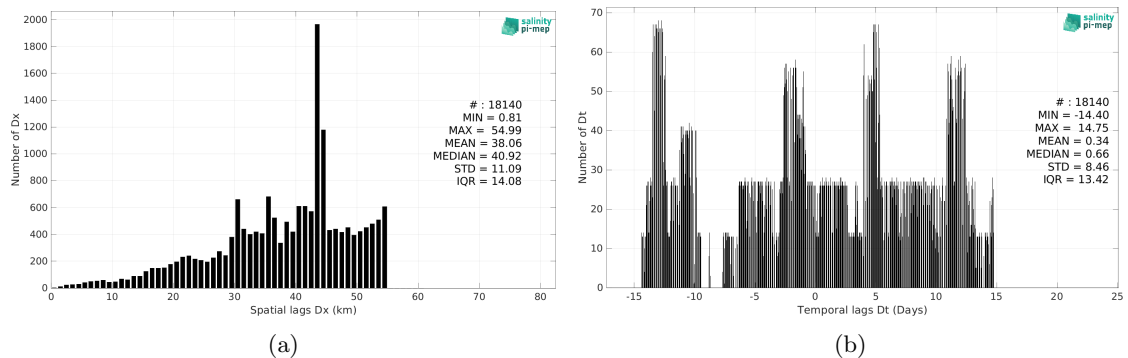 salinity
pi-mep
2000
1800
1600
1400
1200
1000
800
600
400
200
0
Number of Dx
# : 18140
MIN = 0.81
MAX = 54.99
MEAN = 38.06
MEDIAN = 40.92
STD = 11.09
IQR = 14.08
0 10 20 30 40 50 60 70 80
Spatial lags Dx (km)
(a)
salinity
pi-mep
70
60
50
40
30
20
10
0
Number of Dt
# : 18140
MIN = -14.40
MAX = 14.75
MEAN = 0.34
MEDIAN = 0.66
STD = 8.46
IQR = 13.42
-15 -10 -5 0 5 10 15 20 25
Temporal lags Dt (Days)
(b)